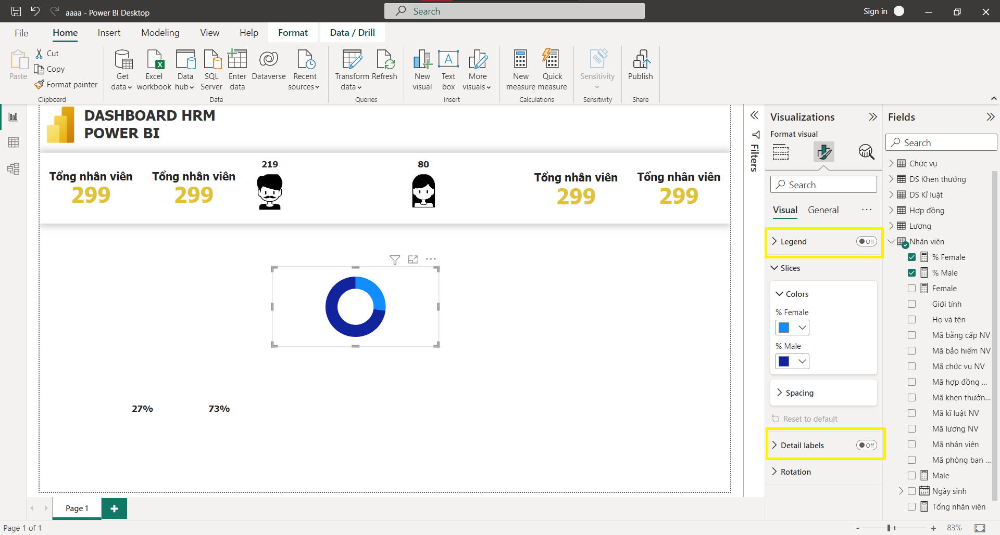 aaaa - Power BI Desktop
Search
Sign in
File
Home
Insert
Modeling
View
Help
Format
Data / Drill
Paste
Cut
Copy
Format painter
Clipboard
Get data
Excel workbook
Data hub
SQL Server
Enter data
Dataverse
Recent sources
Data
Transform data
Refresh
Queries
New visual
Text box
More visuals
Insert
New measure
Quick measure
Calculations
Sensitivity
Sensitivity
Publish
Share
DASHBOARD HRM
POWER BI
Tổng nhân viên
299
Tổng nhân viên
299
219
80
Tổng nhân viên
299
Tổng nhân viên
299
27%
73%
Filters
Visualizations
Format visual
Search
Visual
General
Legend
Off
Slices
Colors
% Female
% Male
Spacing
Reset to default
Detail labels
Off
Rotation
Fields
Search
Chức vụ
DS Khen thưởng
DS Kỉ luật
Hợp đồng
Lương
Nhân viên
% Female
% Male
Female
Giới tính
Họ và tên
Mã bằng cấp NV
Mã bảo hiểm NV
Mã chức vụ NV
Mã hợp đồng ...
Mã khen thưởn...
Mã kĩ luật NV
Mã lương NV
Mã nhân viên
Mã phòng ban ...
Male
Ngày sinh
Tổng nhân viên
Page 1
Page 1 of 1
83%